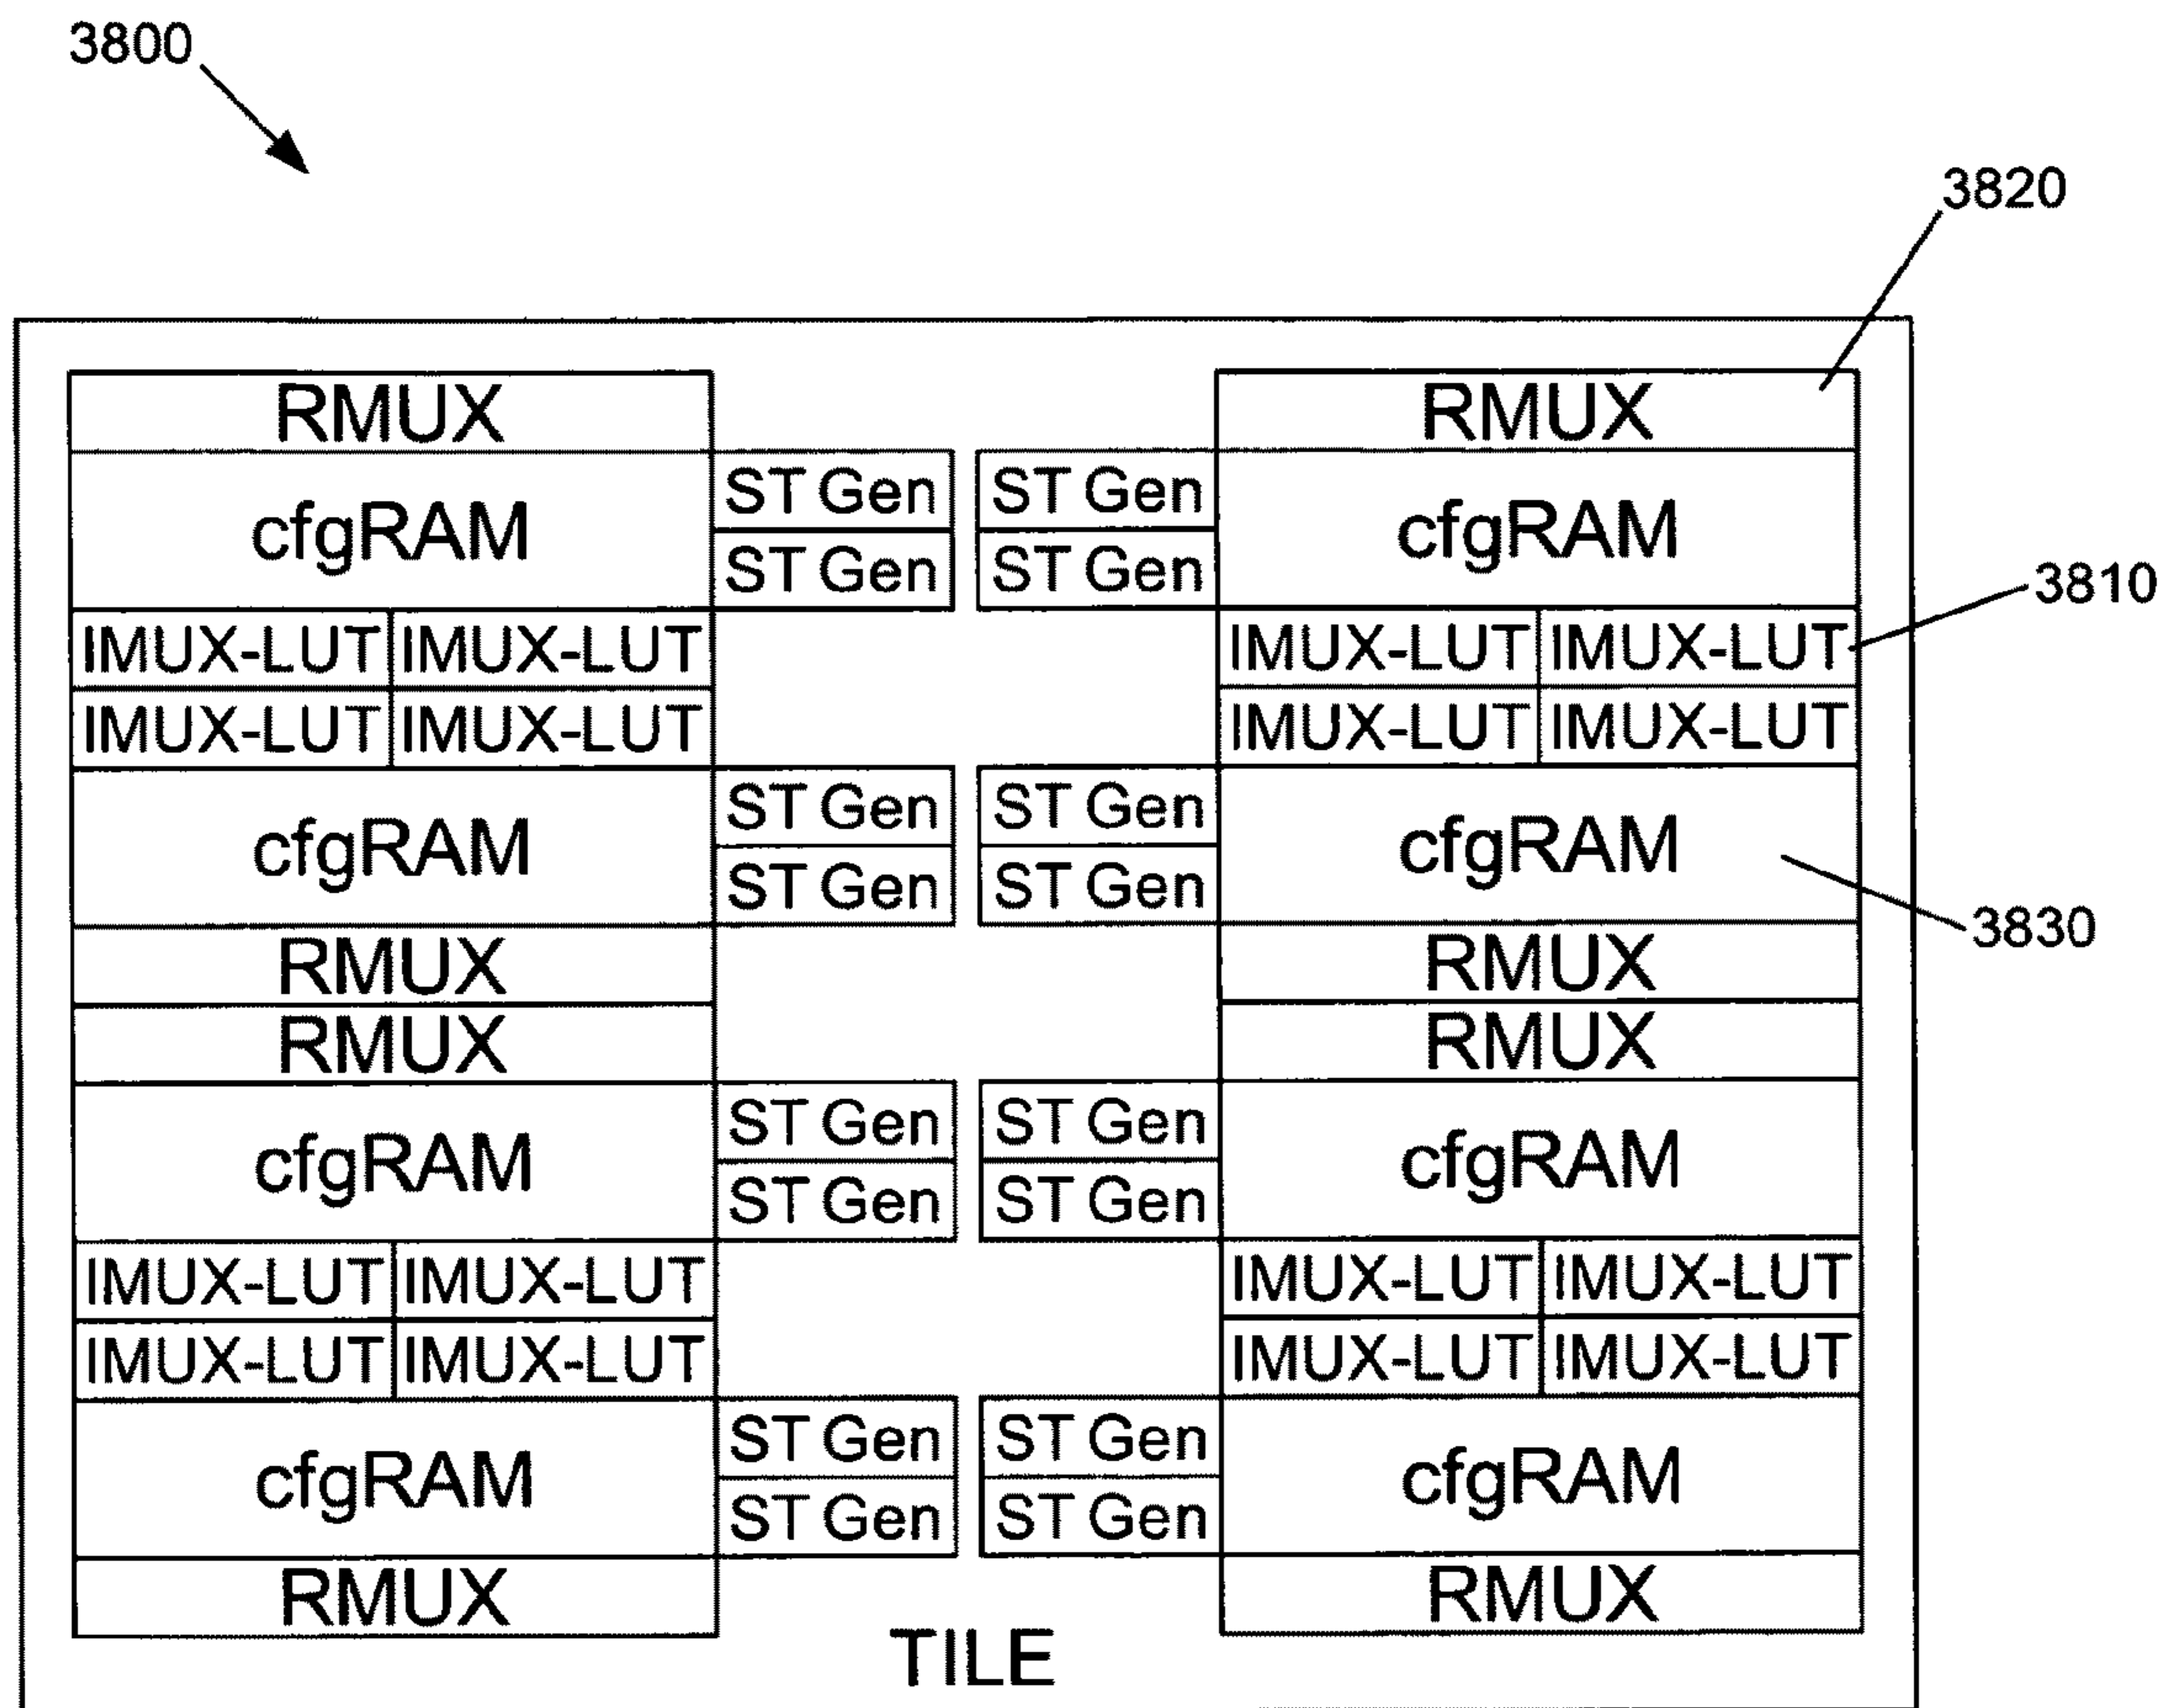 3800
3820
RMUX RMUX
ST Gen ST Gen
cfgRAM cfgRAM
ST Gen ST Gen
3810
IMUX-LUT IMUX-LUT IMUX-LUT IMUX-LUT
IMUX-LUT IMUX-LUT IMUX-LUT IMUX-LUT
ST Gen ST Gen
cfgRAM cfgRAM
ST Gen ST Gen
3830
RMUX RMUX
RMUX RMUX
ST Gen ST Gen
cfgRAM cfgRAM
ST Gen ST Gen
IMUX-LUT IMUX-LUT IMUX-LUT IMUX-LUT
IMUX-LUT IMUX-LUT IMUX-LUT IMUX-LUT
ST Gen ST Gen
cfgRAM cfgRAM
ST Gen ST Gen
RMUX RMUX
TILE